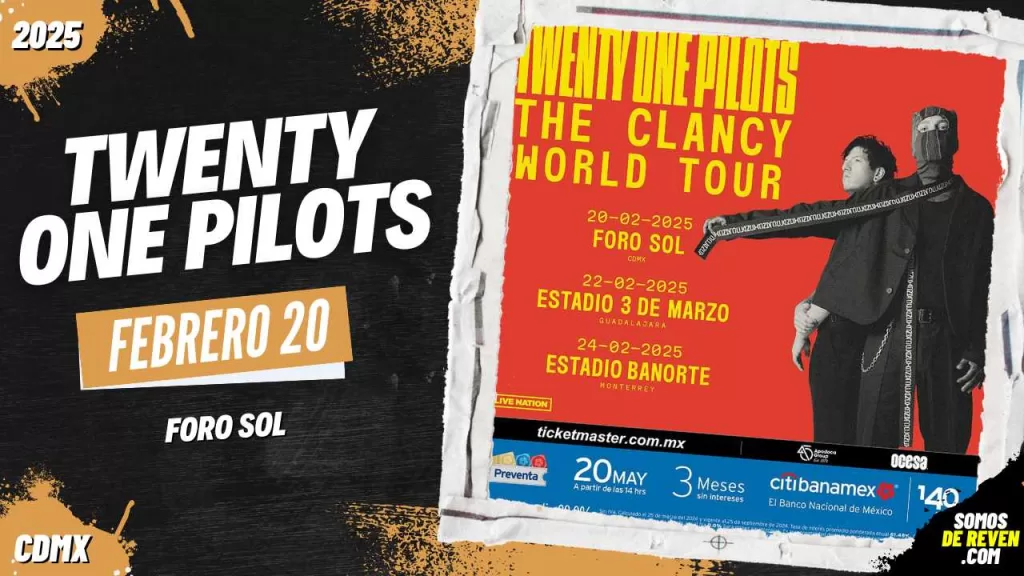 2025
TWENTY
ONE PILOTS
FEBRERO 20
FORO SOL
CDMX
TWENTY ONE PILOTS
THE CLANCY
WORLD TOUR
20-02-2025
FORO SOL
CDMX
22-02-2025
ESTADIO 3 DE MARZO
GUADALAJARA
24-02-2025
ESTADIO BANORTE
MONTERREY
LIVE NATION
ticketmaster.com.mx
Apodaca
Group
ocesa
Preventa
20 MAY
A partir de las 14 hrs
3 Meses
sin intereses
citibanamex
El Banco Nacional de México
140
SOMOS
DE REVEN
.COM